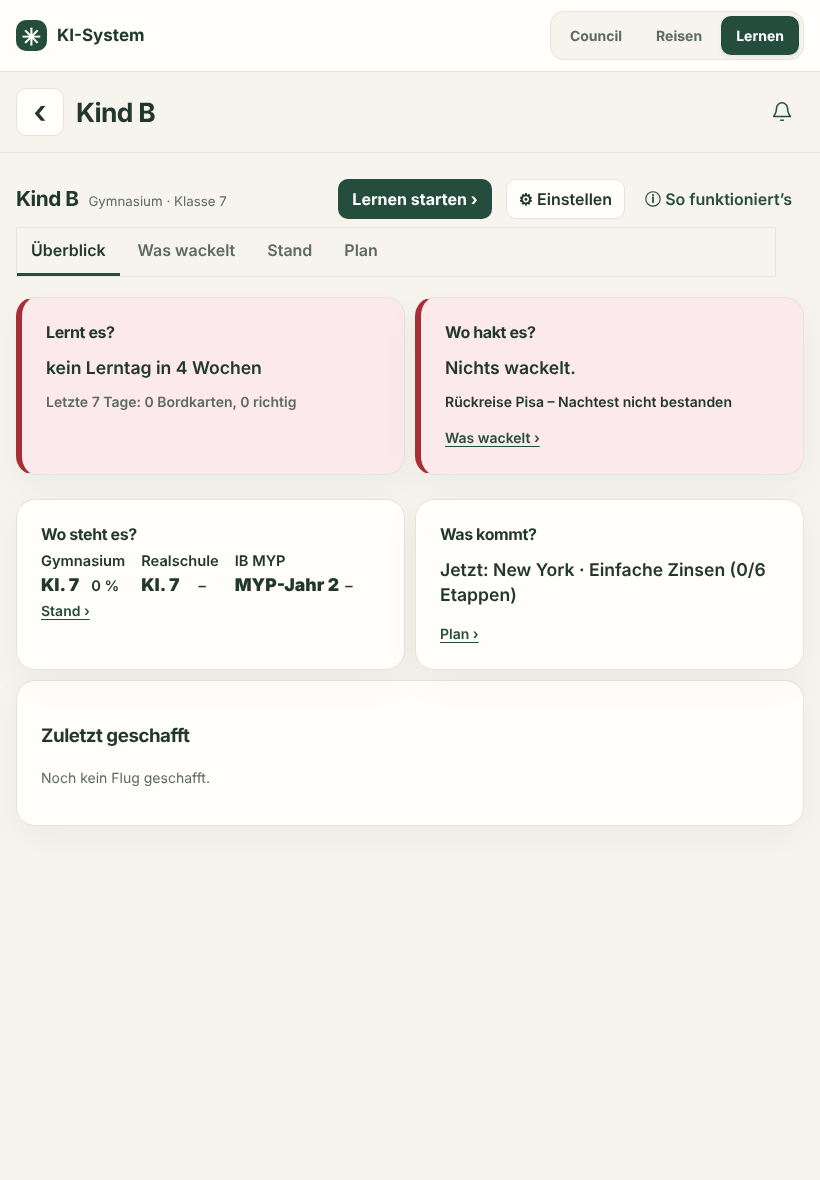 KI-System
Council
Reisen
Lernen
‹
Kind B
Kind B
Gymnasium · Klasse 7
Lernen starten ›
⚙ Einstellen
ⓘ So funktioniert’s
Überblick
Was wackelt
Stand
Plan
Lernt es?
kein Lerntag in 4 Wochen
Letzte 7 Tage: 0 Bordkarten, 0 richtig
Wo hakt es?
Nichts wackelt.
Rückreise Pisa – Nachtest nicht bestanden
Was wackelt ›
Wo steht es?
Gymnasium Realschule IB MYP
Kl. 7 0 % Kl. 7 – MYP-Jahr 2 –
Stand ›
Was kommt?
Jetzt: New York · Einfache Zinsen (0/6
Etappen)
Plan ›
Zuletzt geschafft
Noch kein Flug geschafft.